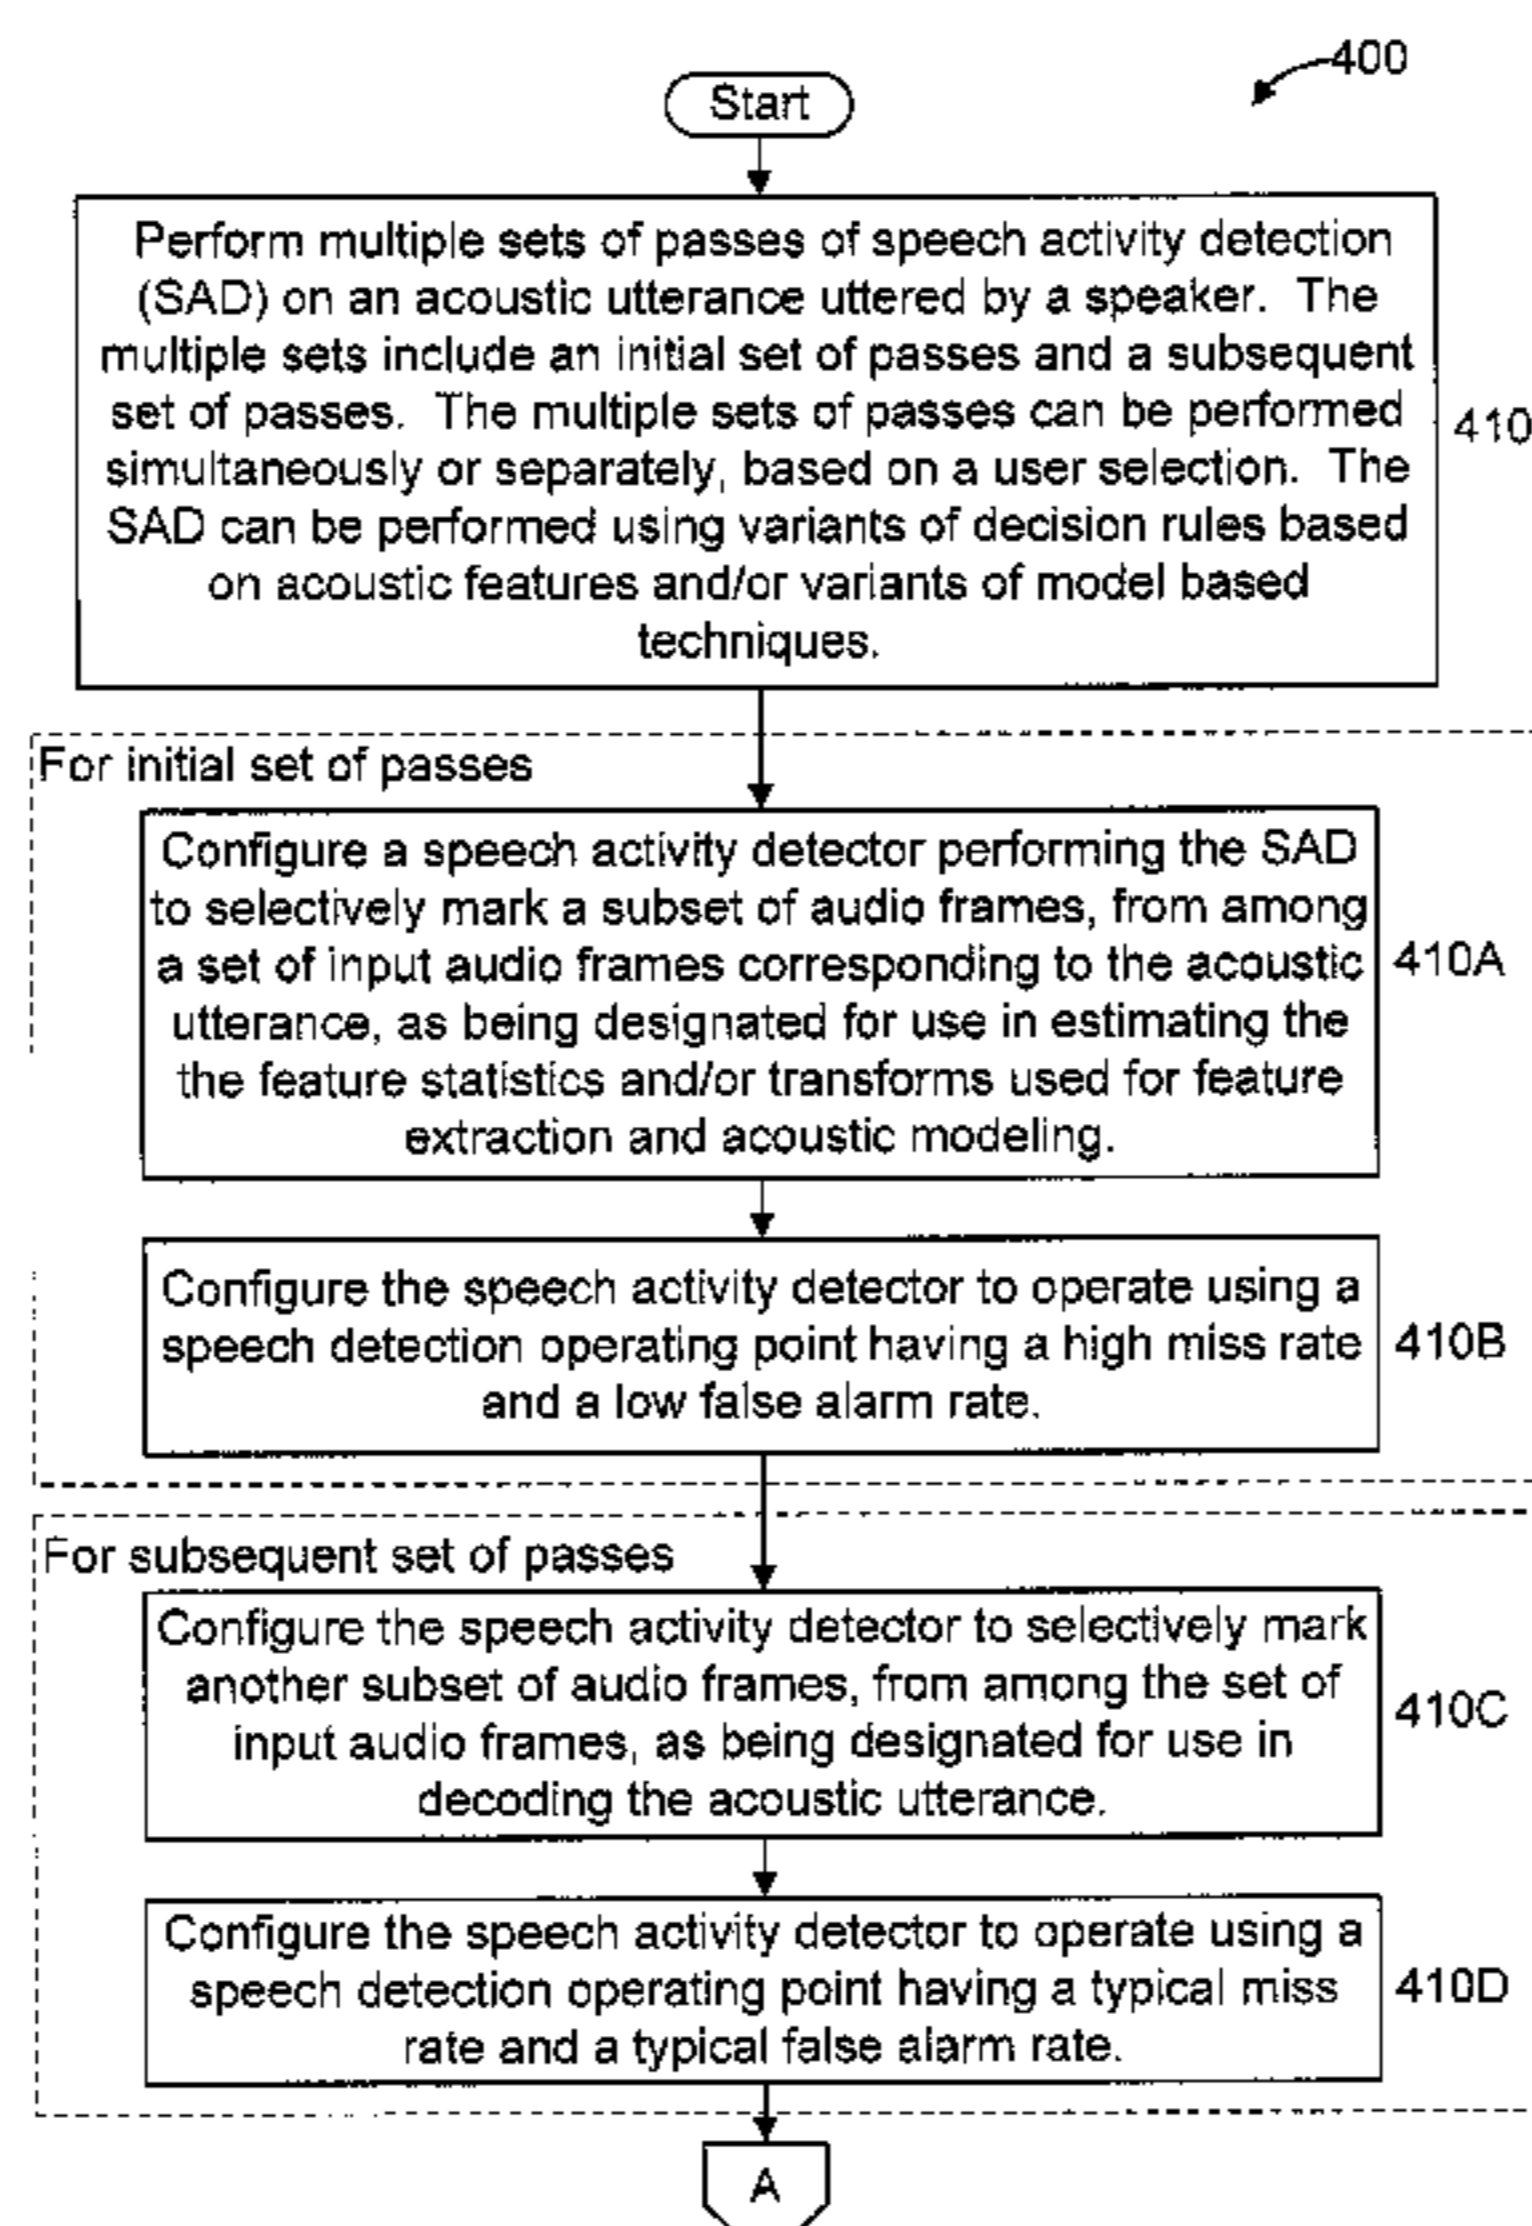 400
Start
Perform multiple sets of passes of speech activity detection
(SAD) on an acoustic utterance uttered by a speaker. The
multiple sets include an initial set of passes and a subsequent
set of passes. The multiple sets of passes can be performed
simultaneously or separately, based on a user selection. The
SAD can be performed using variants of decision rules based
on acoustic features and/or variants of model based
techniques.
410
For initial set of passes
Configure a speech activity detector performing the SAD
to selectively mark a subset of audio frames, from among
a set of input audio frames corresponding to the acoustic
utterance, as being designated for use in estimating the
the feature statistics and/or transforms used for feature
extraction and acoustic modeling.
410A
Configure the speech activity detector to operate using a
speech detection operating point having a high miss rate
and a low false alarm rate.
410B
For subsequent set of passes
Configure the speech activity detector to selectively mark
another subset of audio frames, from among the set of
input audio frames, as being designated for use in
decoding the acoustic utterance.
410C
Configure the speech activity detector to operate using a
speech detection operating point having a typical miss
rate and a typical false alarm rate.
410D
A